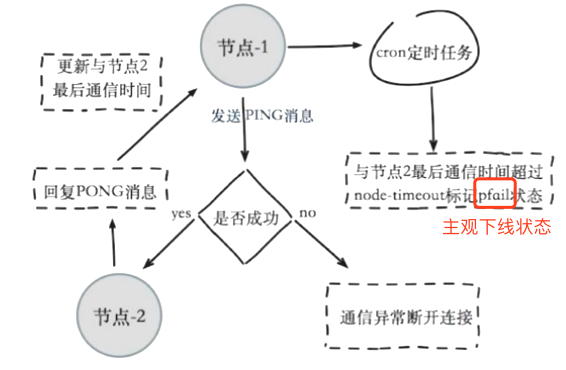 节点-1
cron定时任务
更新与节点2
最后通信时间
发送PING消息
与节点2最后通信时间超过
node-timeout标记pfail状态
主观下线状态
回复PONG消息
yes
是否成功
no
节点-2
通信异常断开连接